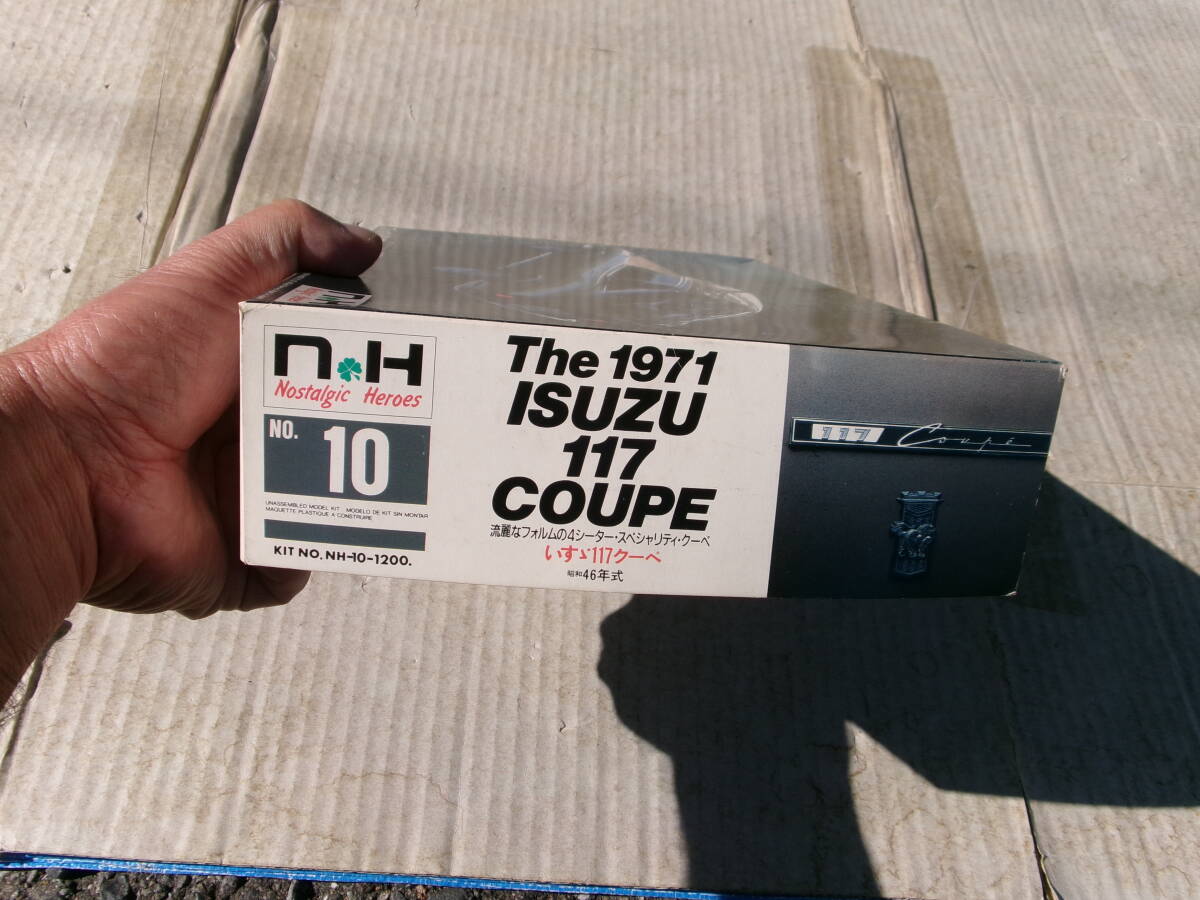 n H
Nostalgic Heroes
NO. 10
UNASSEMBLED MODEL KIT MODELO DE KIT SIN MONTAR
MAQUETTE PLASTIQUE A CONSTRUIRE
KIT NO. NH-10-1200.
The 1971
ISUZU
117
COUPE
流麗なフォルムの4シーター・スペシャリティ・クーペ
いすゞ117クーペ
昭和46年式
117 Coupé